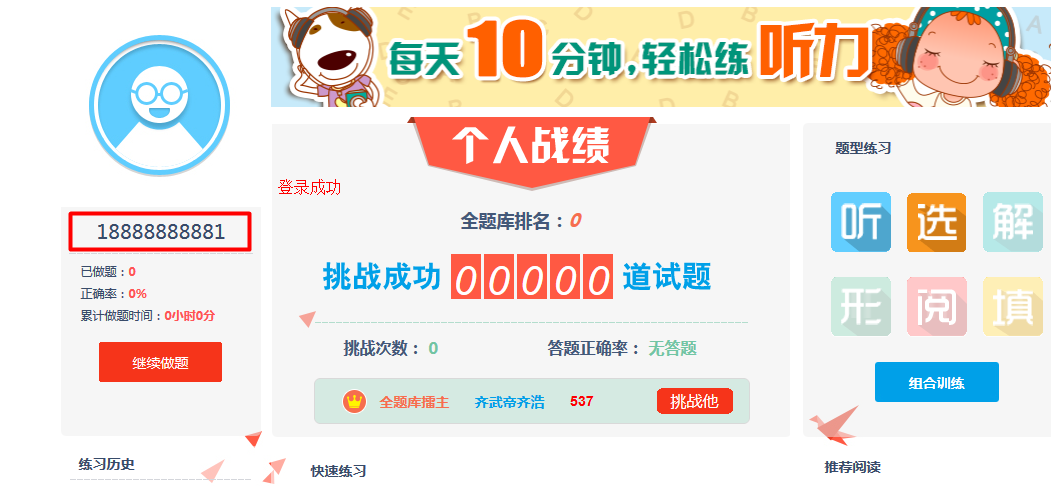 每天10分钟,轻松练听力
个人战绩
登录成功
18888888881
已做题：0
正确率：0%
累计做题时间：0小时0分
继续做题
练习历史
全题库排名：0
挑战成功 00000 道试题
挑战次数： 0
答题正确率： 无答题
全题库擂主 齐武帝齐浩 537 挑战他
快速练习
题型练习
听 选 解
形 阅 填
组合训练
推荐阅读